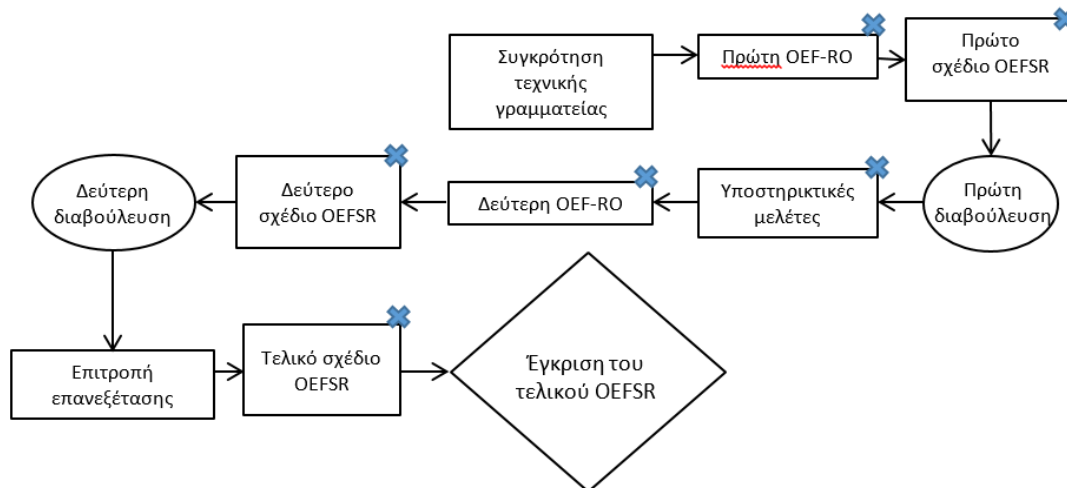 Συγκρότηση
τεχνικής
γραμματείας
Πρώτη OEF-RO
Πρώτο
σχέδιο OEFSR
Πρώτη
διαβούλευση
Υποστηρικτικές
μελέτες
Δεύτερη OEF-RO
Δεύτερο
σχέδιο OEFSR
Δεύτερη
διαβούλευση
Επιτροπή
επανεξέτασης
Τελικό σχέδιο
OEFSR
Έγκριση του
τελικού OEFSR